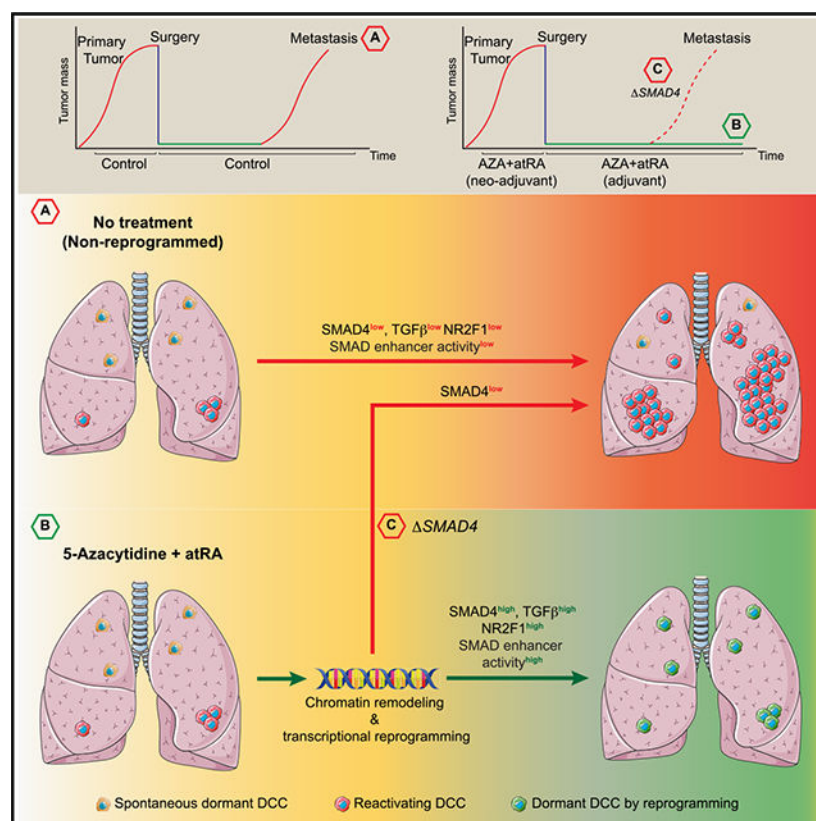 Primary
Tumor
Surgery
Metastasis
A
Tumor mass
Time
Control
Control
Primary
Tumor
Surgery
Metastasis
C
ΔSMAD4
B
Tumor mass
Time
AZA+atRA
(neo-adjuvant)
AZA+atRA
(adjuvant)
A
No treatment
(Non-reprogrammed)
SMAD4low, TGFβlow NR2F1low
SMAD enhancer activitylow
SMAD4low
B
5-Azacytidine + atRA
C
ΔSMAD4
SMAD4high, TGFβhigh
NR2F1high
SMAD enhancer
activityhigh
Chromatin remodeling
&
transcriptional reprogramming
Spontaneous dormant DCC
Reactivating DCC
Dormant DCC by reprogramming